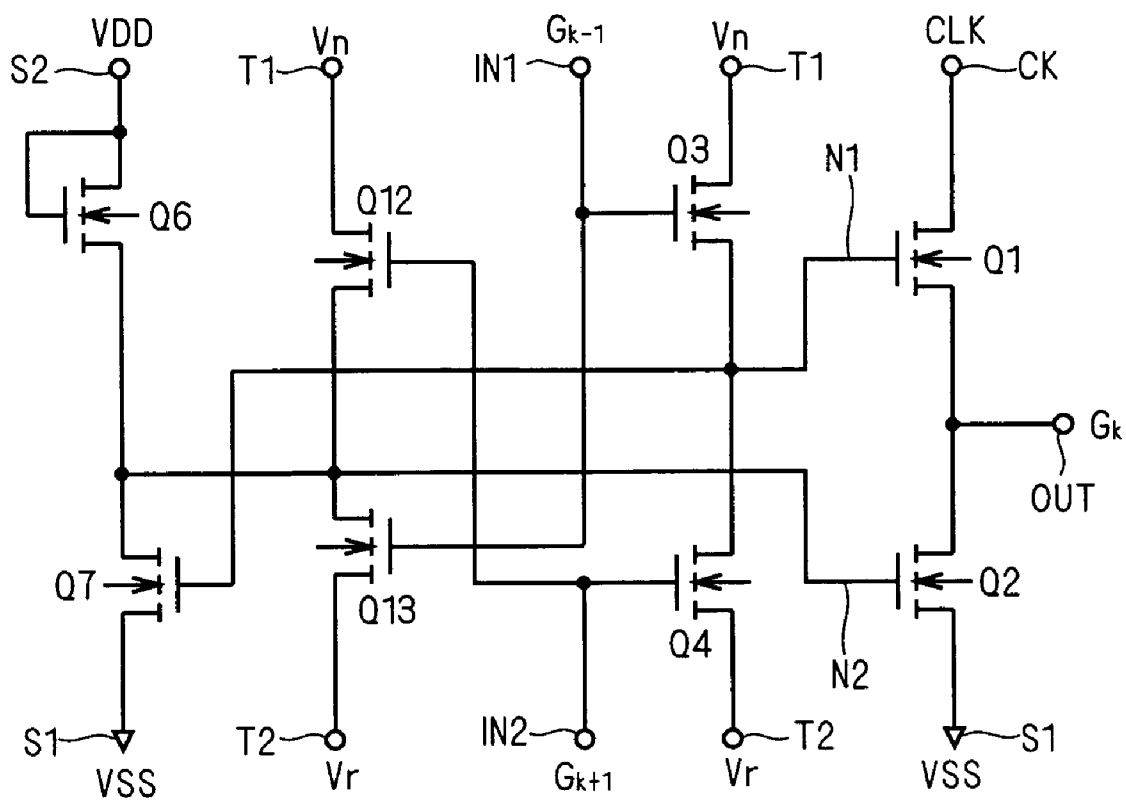 VDD
Vn
Gk-1
Vn
CLK
S2
T1
IN1
T1
CK
Q3
N1
Q12
Q6
Q1
Gk
OUT
Q7
Q2
Q13
Q4
N2
S1
T2
IN2
T2
S1
VSS
Vr
Gk+1
Vr
VSS